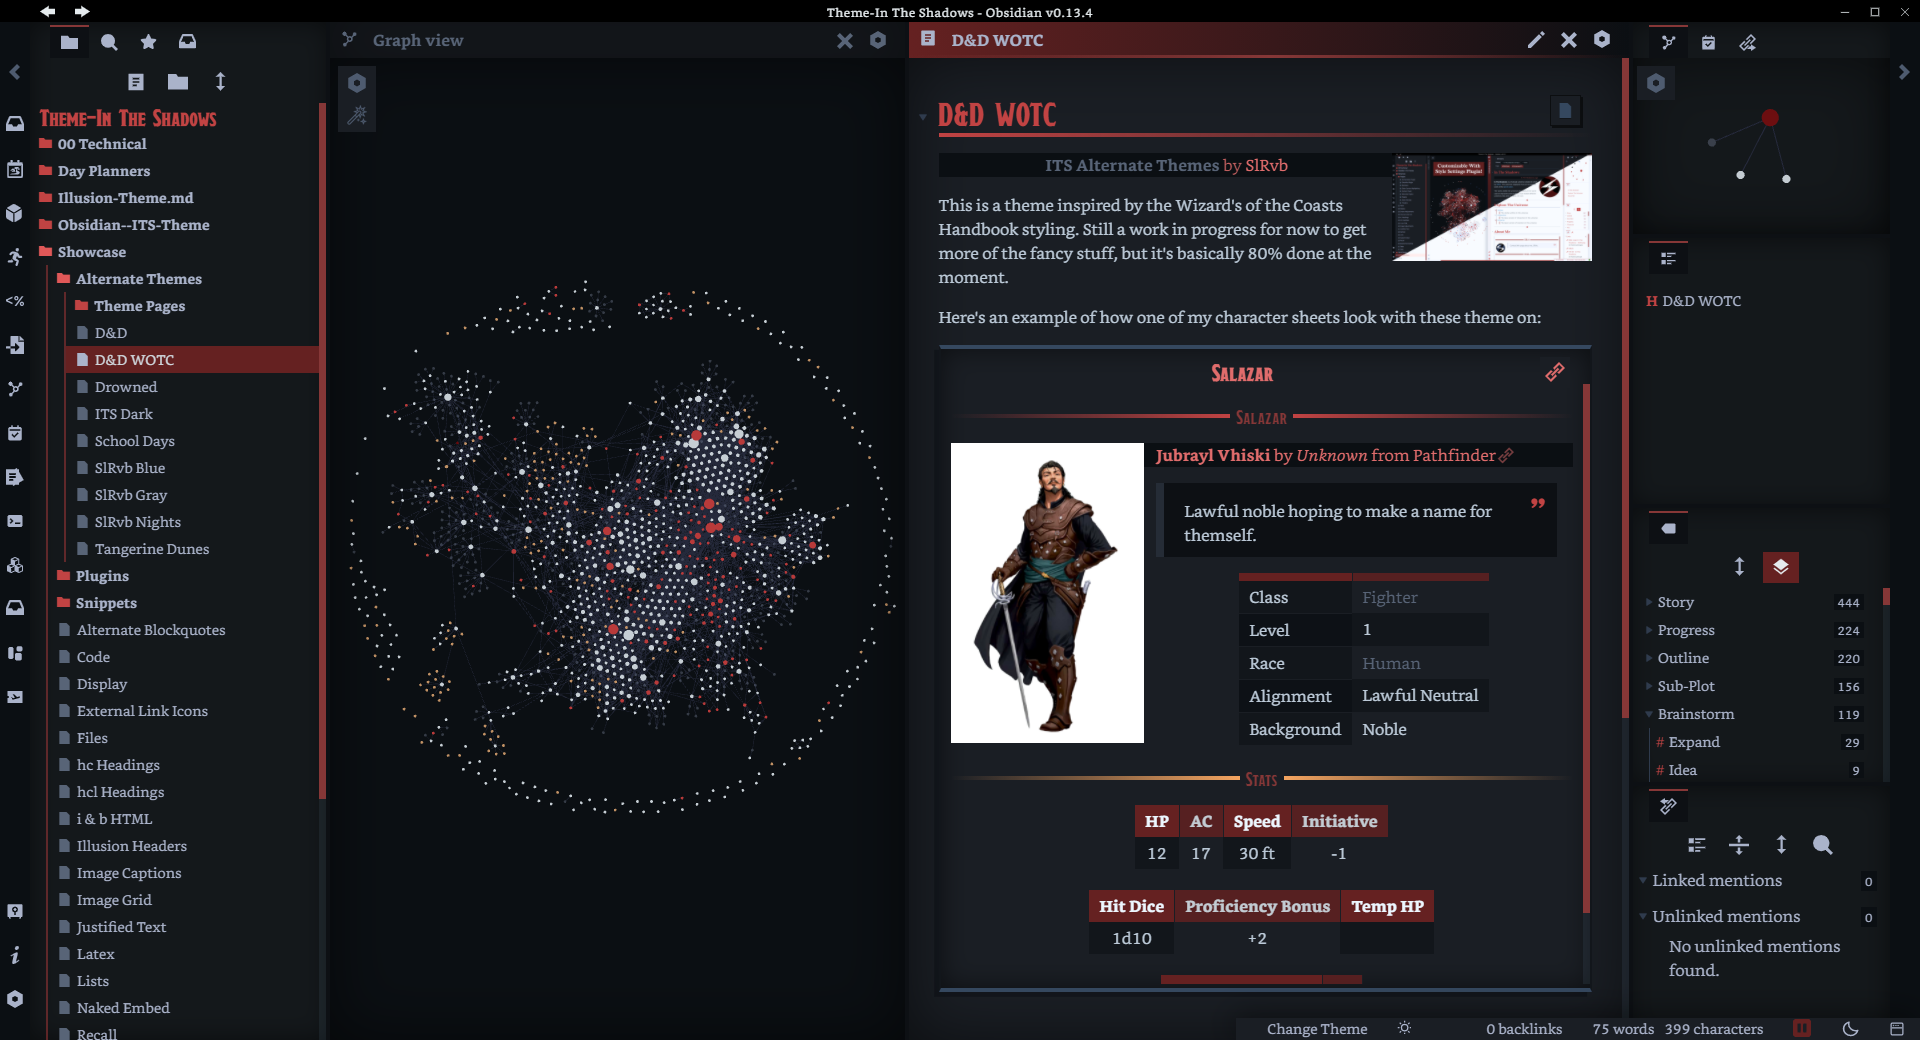 Theme-In The Shadows - Obsidian v0.13.4
Graph view
D&D WOTC
Theme-In The Shadows
00 Technical
Day Planners
Illusion-Theme.md
Obsidian--ITS-Theme
Showcase
Alternate Themes
Theme Pages
D&D
D&D WOTC
Drowned
ITS Dark
School Days
SlRvb Blue
SlRvb Gray
SlRvb Nights
Tangerine Dunes
Plugins
Snippets
Alternate Blockquotes
Code
Display
External Link Icons
Files
hc Headings
hcl Headings
i & b HTML
Illusion Headers
Image Captions
Image Grid
Justified Text
Latex
Lists
Naked Embed
Recall
<%
D&D WOTC
ITS Alternate Themes by SlRvb
Customizable With
Style Settings Plugin!
This is a theme inspired by the Wizard's of the Coasts
Handbook styling. Still a work in progress for now to get
more of the fancy stuff, but it's basically 80% done at the
moment.
Here's an example of how one of my character sheets look with these theme on:
Salazar
Salazar
Jubrayl Vhiski by Unknown from Pathfinder
Lawful noble hoping to make a name for
themself.
Class Fighter
Level 1
Race Human
Alignment Lawful Neutral
Background Noble
Stats
HP AC Speed Initiative
12 17 30 ft -1
Hit Dice Proficiency Bonus Temp HP
1d10 +2
H D&D WOTC
Story 444
Progress 224
Outline 220
Sub-Plot 156
Brainstorm 119
# Expand 29
# Idea 9
Linked mentions 0
Unlinked mentions 0
No unlinked mentions
found.
Change Theme 0 backlinks 75 words 399 characters